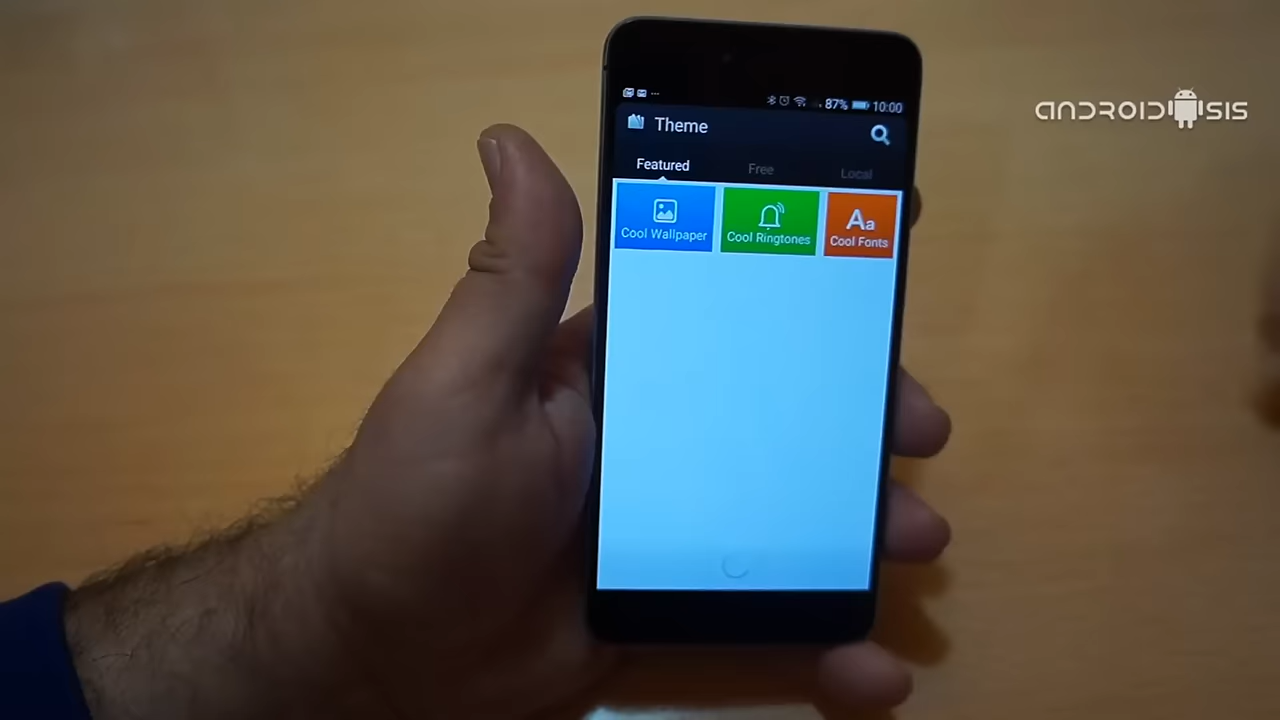 87% 10:00
Theme
Featured Free Local
Cool Wallpaper Cool Ringtones Aa
Cool Fonts
ANDROIDSIS